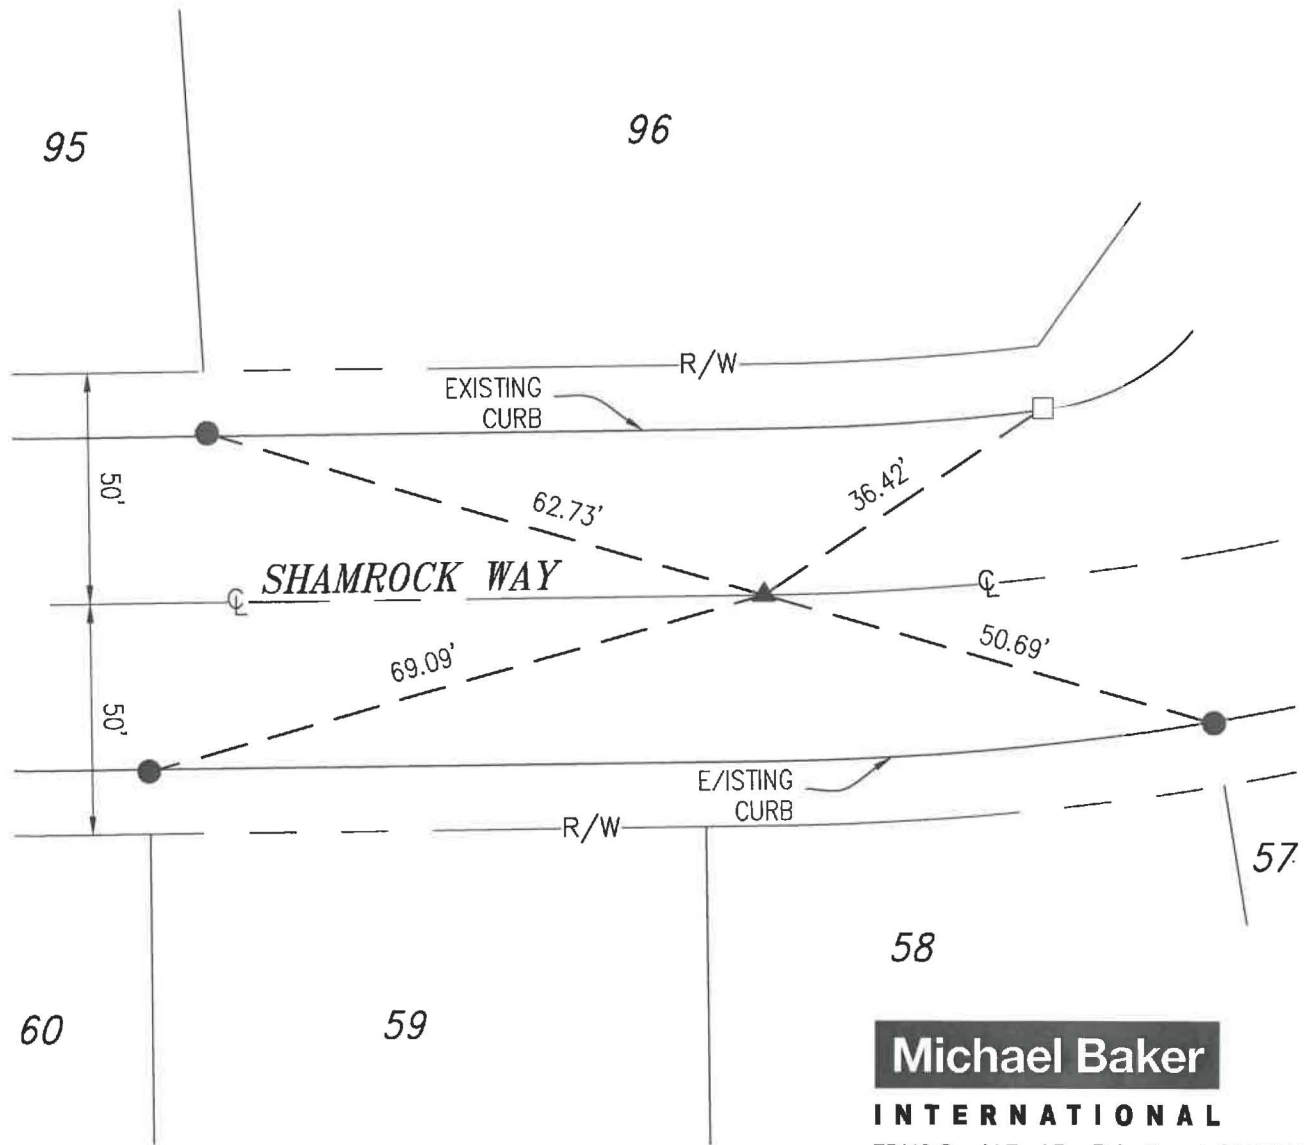 95
96
R/W
EXISTING
CURB
50'
62.73'
36.42'
SHAMROCK WAY
℄
℄
69.09'
50.69'
50'
E/ISTING
CURB
R/W
57
58
60
59
Michael Baker
INTERNATIONAL